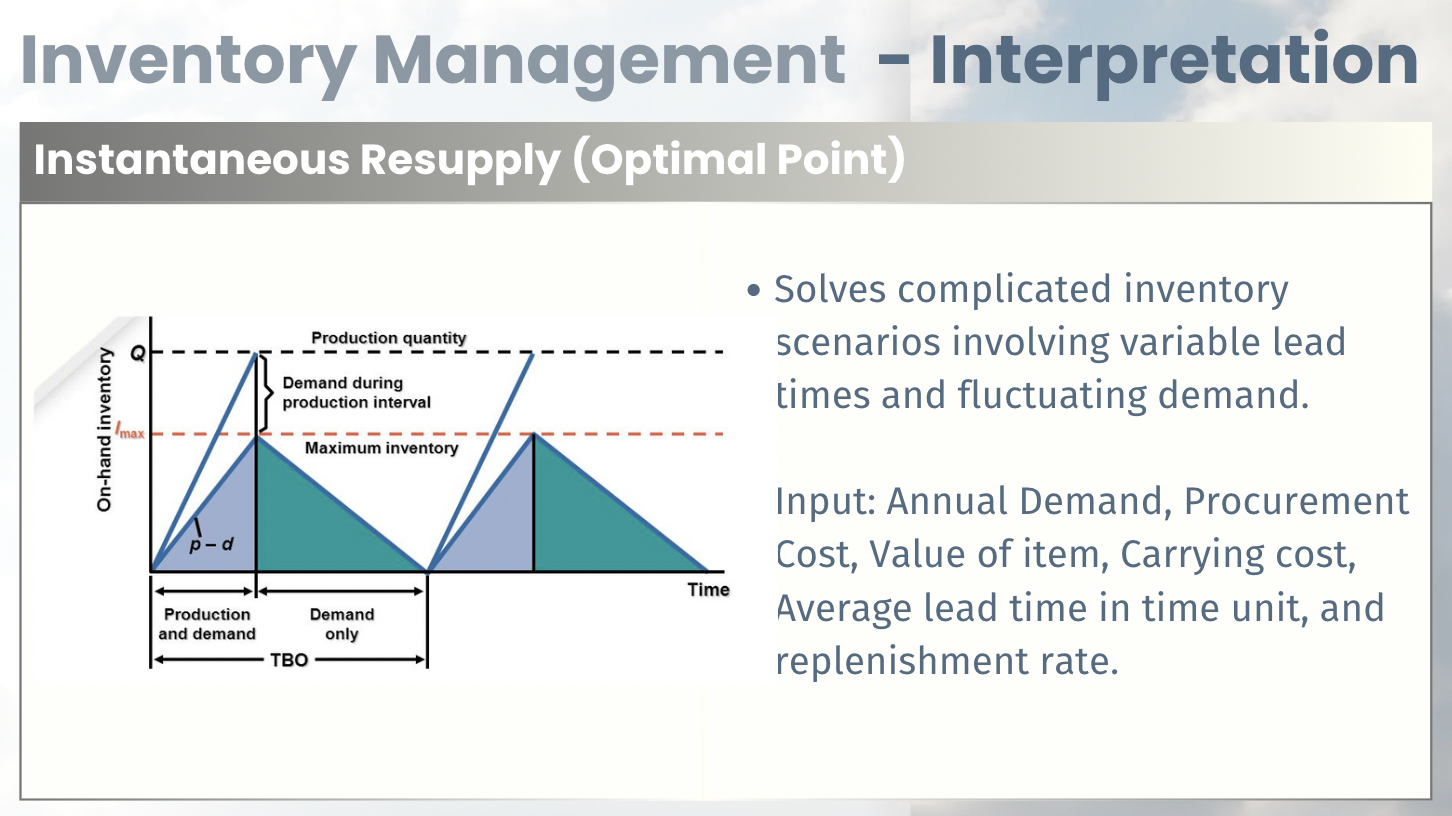 Inventory Management - Interpretation
Instantaneous Resupply (Optimal Point)
On-hand inventory
Q
Production quantity
Demand during
production interval
Imax
Maximum inventory
p – d
Time
Production
and demand
Demand
only
TBO
• Solves complicated inventory
scenarios involving variable lead
times and fluctuating demand.
Input: Annual Demand, Procurement
Cost, Value of item, Carrying cost,
Average lead time in time unit, and
replenishment rate.